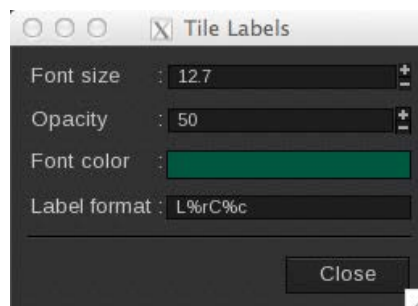 Tile Labels
Font size : 12.7
Opacity : 50
Font color :
Label format : L%rC%c
Close